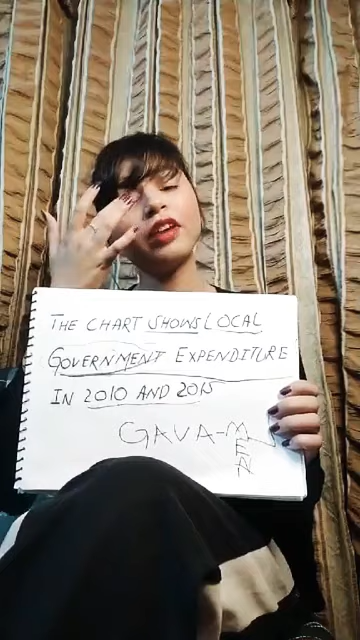 THE CHART SHOWS LOCAL
GOVERNMENT EXPENDITURE
IN 2010 AND 2015
GAVA-